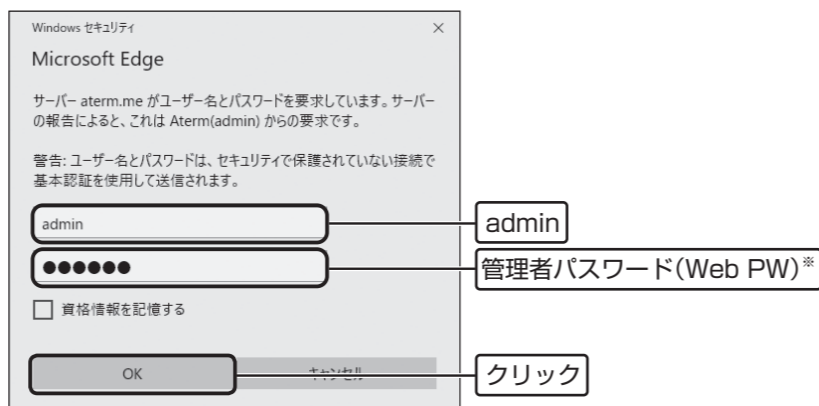 Windows セキュリティ
×
Microsoft Edge
サーバー aterm.me がユーザー名とパスワードを要求しています。サーバー
の報告によると、これは Aterm(admin) からの要求です。
警告: ユーザー名とパスワードは、セキュリティで保護されていない接続で
基本認証を使用して送信されます。
admin
admin
●●●●●●
管理者パスワード(Web PW)※
資格情報を記憶する
OK
キャンセル
クリック